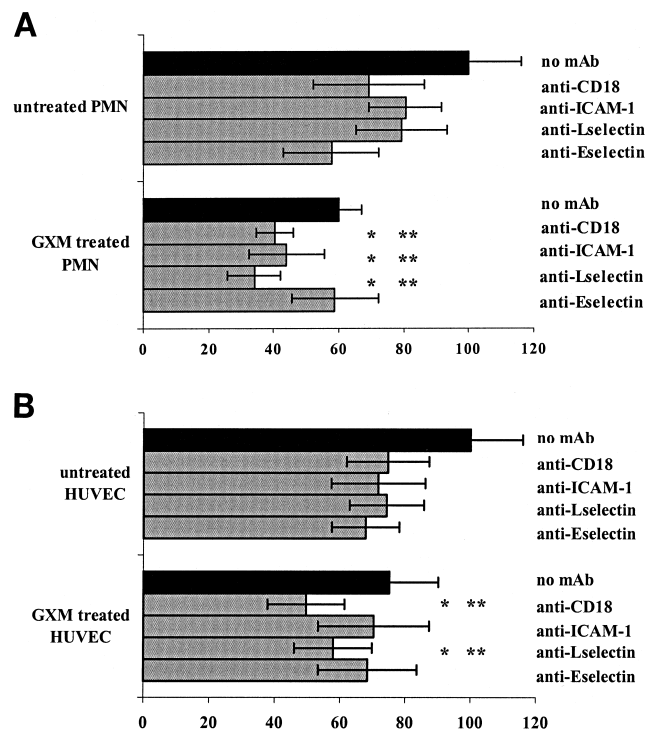 A
no mAb
anti-CD18
untreated PMN
anti-ICAM-1
anti-Lselectin
anti-Eselectin
no mAb
anti-CD18
* **
GXM treated
PMN
anti-ICAM-1
* **
anti-Lselectin
* **
anti-Eselectin
0 20 40 60 80 100 120
B
no mAb
anti-CD18
untreated
HUVEC
anti-ICAM-1
anti-Lselectin
anti-Eselectin
no mAb
* **
anti-CD18
GXM treated
HUVEC
anti-ICAM-1
* **
anti-Lselectin
anti-Eselectin
0 20 40 60 80 100 120